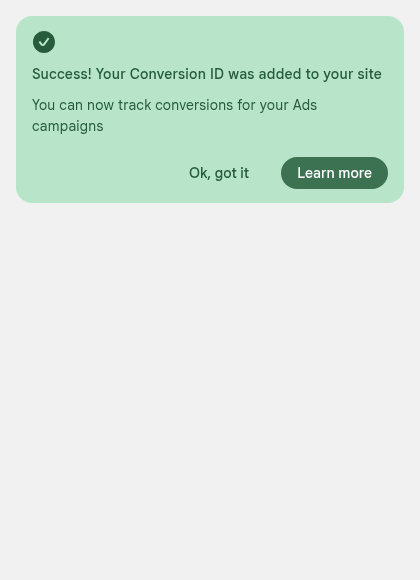 Success! Your Conversion ID was added to your site
You can now track conversions for your Ads
campaigns
Ok, got it
Learn more